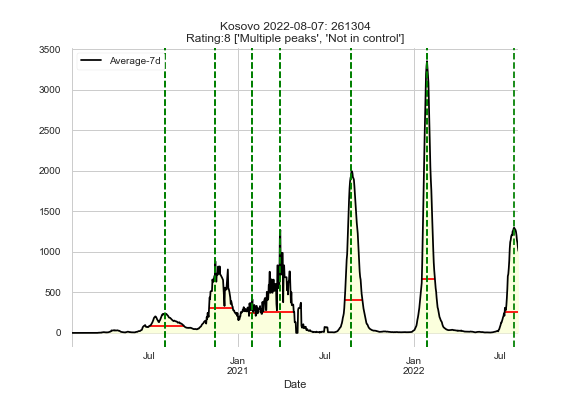 Kosovo 2022-08-07: 261304
Rating:8 ['Multiple peaks', 'Not in control']
3500
3000
2500
2000
1500
1000
500
0
Average-7d
Jul
Jan
2021
Jul
Jan
2022
Jul
Date